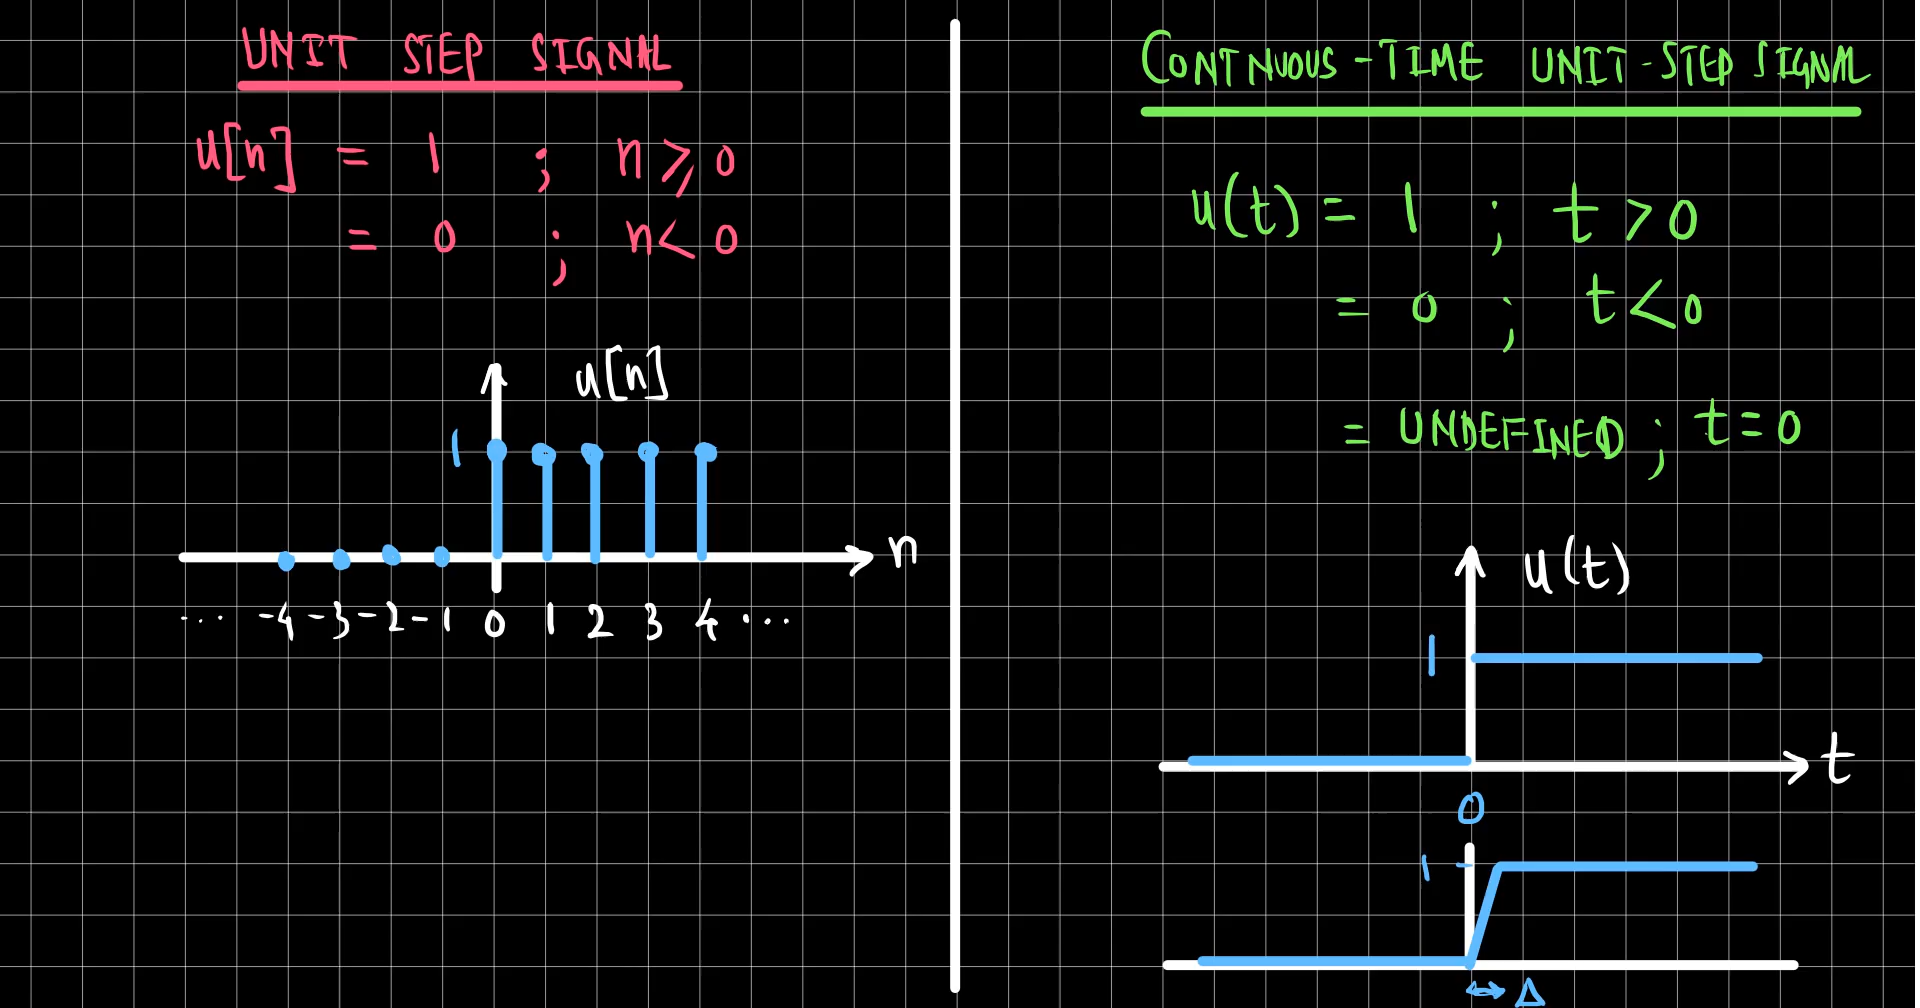 UNIT STEP SIGNAL
u[n] = 1 ; n ⩾ 0
= 0 ; n < 0
u[n]
1
n
... -4 -3 -2 -1 0 1 2 3 4 ...
CONTNUOUS-TIME UNIT-STEP SIGNAL
u(t) = 1 ; t > 0
= 0 ; t < 0
= UNDEFINED ; t = 0
u(t)
1
t
0
1
Δ